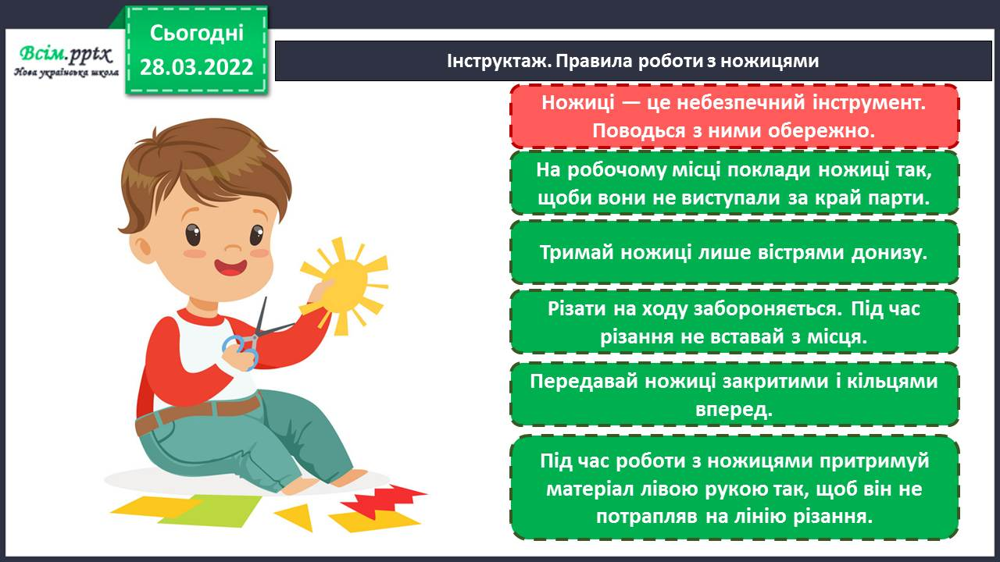 Сьогодні
28.03.2022
Всім.pptx
Нова українська школа
Інструктаж. Правила роботи з ножицями
Ножиці — це небезпечний інструмент.
Поводься з ними обережно.
На робочому місці поклади ножиці так,
щоби вони не виступали за край парти.
Тримай ножиці лише вістрями донизу.
Різати на ходу забороняється. Під час
різання не вставай з місця.
Передавай ножиці закритими і кільцями
вперед.
Під час роботи з ножицями притримуй
матеріал лівою рукою так, щоб він не
потрапляв на лінію різання.